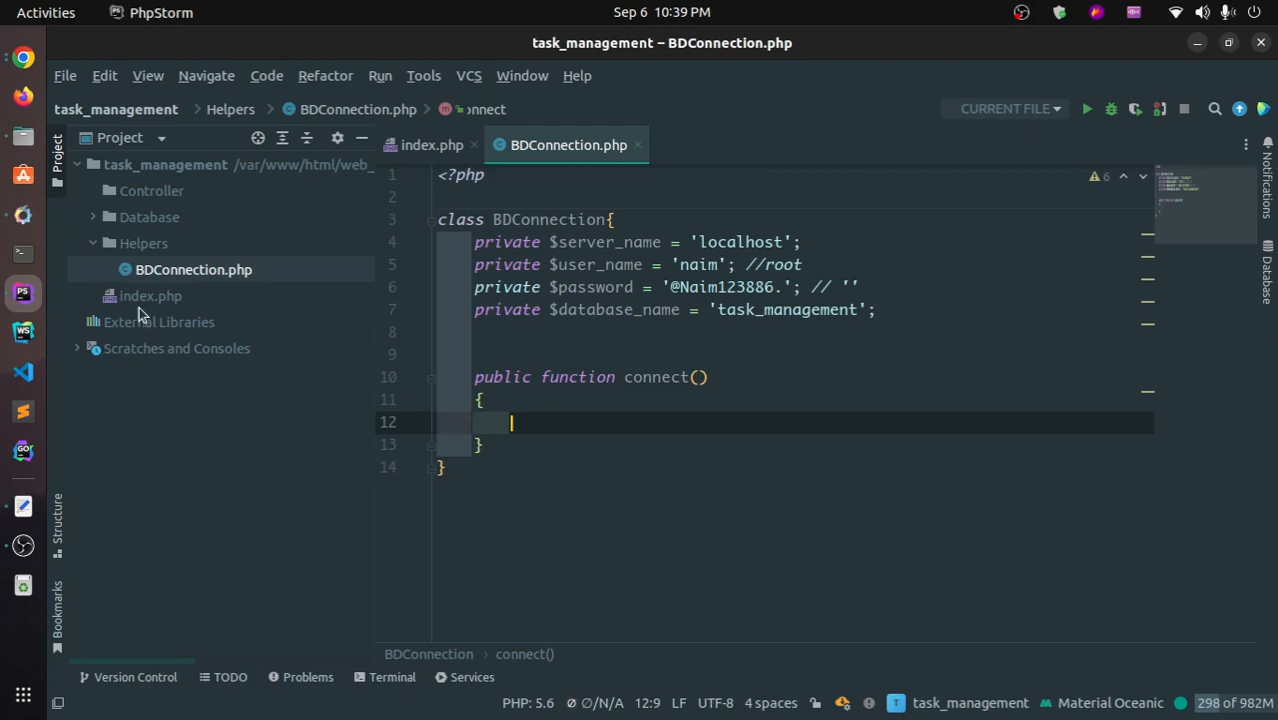 Activities PhpStorm Sep 6 10:39 PM
task_management – BDConnection.php
File Edit View Navigate Code Refactor Run Tools VCS Window Help
task_management Helpers BDConnection.php CURRENT FILE
Project
index.php
BDConnection.php
task_management /var/www/html/web_
Controller
Database
Helpers
BDConnection.php
index.php
External Libraries
Scratches and Consoles
1 <?php
2
3 class BDConnection{
4 private $server_name = 'localhost';
5 private $user_name = 'naim'; //root
6 private $password = '@Naim123886.'; // ''
7 private $database_name = 'task_management';
8
9
10 public function connect()
11 {
12
13 }
14 }
6
Project
Structure
Bookmarks
Notifications
Database
BDConnection connect()
Version Control TODO Problems Terminal Services
PHP: 5.6 ∅/N/A 12:9 LF UTF-8 4 spaces T task_management Material Oceanic 298 of 982M